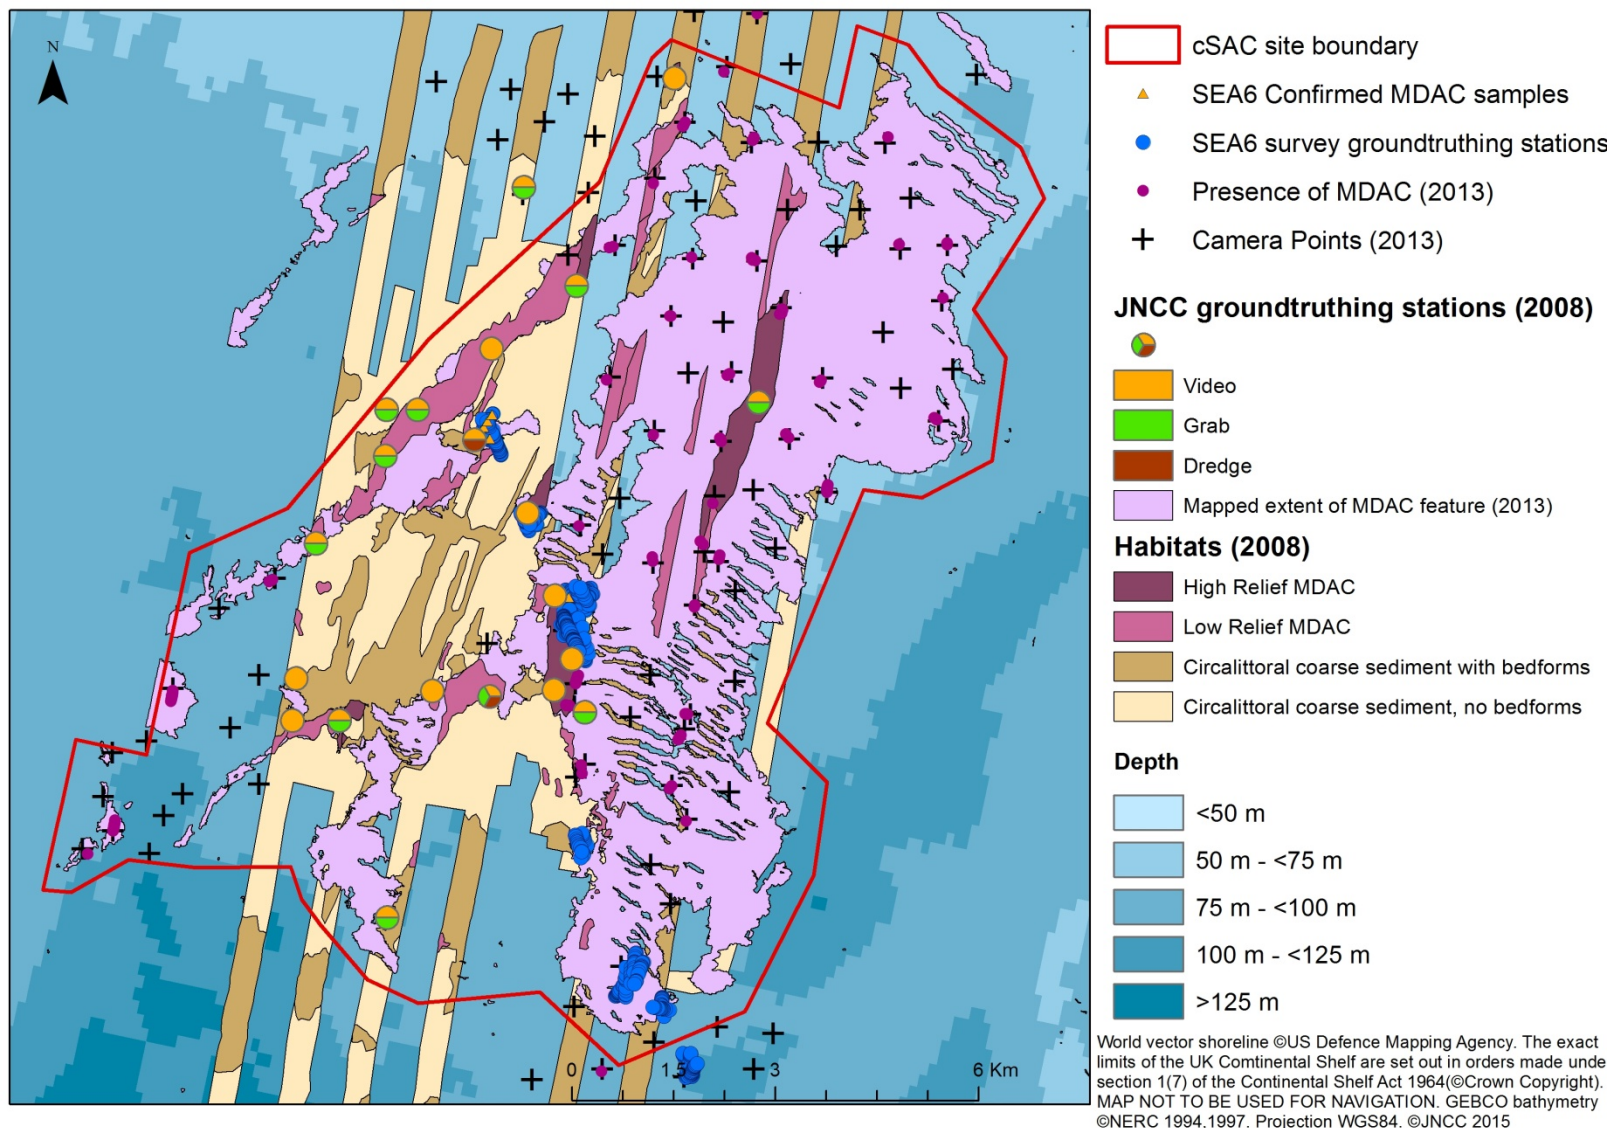 N
cSAC site boundary
SEA6 Confirmed MDAC samples
SEA6 survey groundtruthing stations
Presence of MDAC (2013)
Camera Points (2013)
JNCC groundtruthing stations (2008)
Video
Grab
Dredge
Mapped extent of MDAC feature (2013)
Habitats (2008)
High Relief MDAC
Low Relief MDAC
Circalittoral coarse sediment with bedforms
Circalittoral coarse sediment, no bedforms
Depth
<50 m
50 m - <75 m
75 m - <100 m
100 m - <125 m
>125 m
0 1.5 3 6 Km
World vector shoreline ©US Defence Mapping Agency. The exact
limits of the UK Comtinental Shelf are set out in orders made unde
section 1(7) of the Continental Shelf Act 1964(©Crown Copyright).
MAP NOT TO BE USED FOR NAVIGATION. GEBCO bathymetry
©NERC 1994.1997. Projection WGS84. ©JNCC 2015